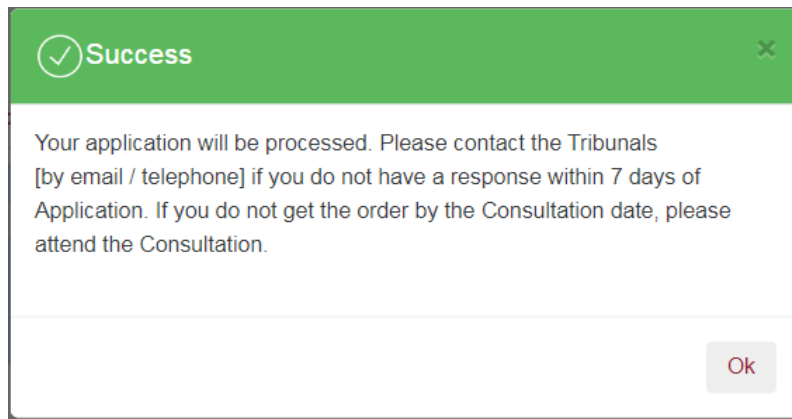 Success
×
Your application will be processed. Please contact the Tribunals
[by email / telephone] if you do not have a response within 7 days of
Application. If you do not get the order by the Consultation date, please
attend the Consultation.
Ok